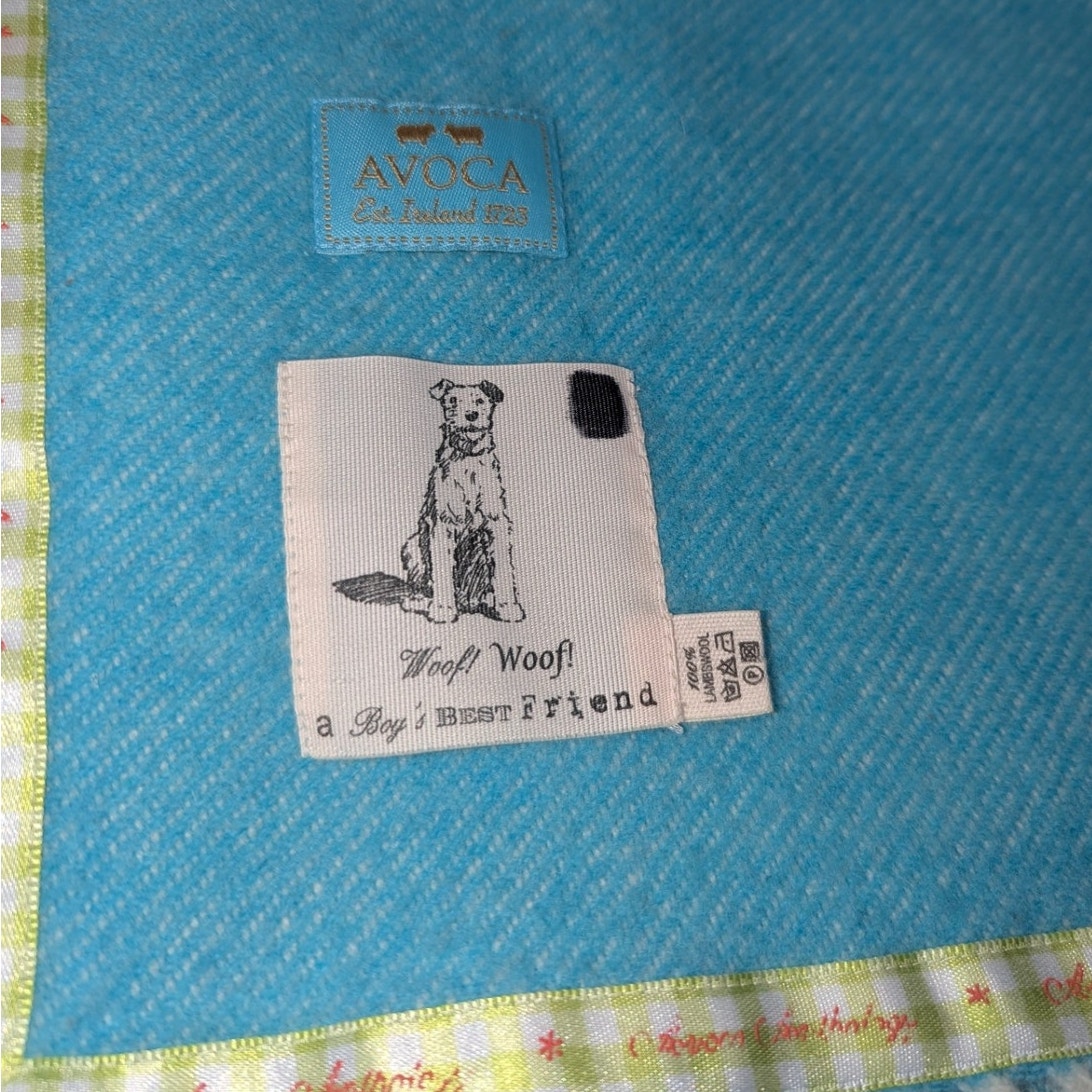 AVOCA
Est. Ireland 1723
Woof! Woof!
a Boy's BEST Friend
100%
LAMBSWOOL
P